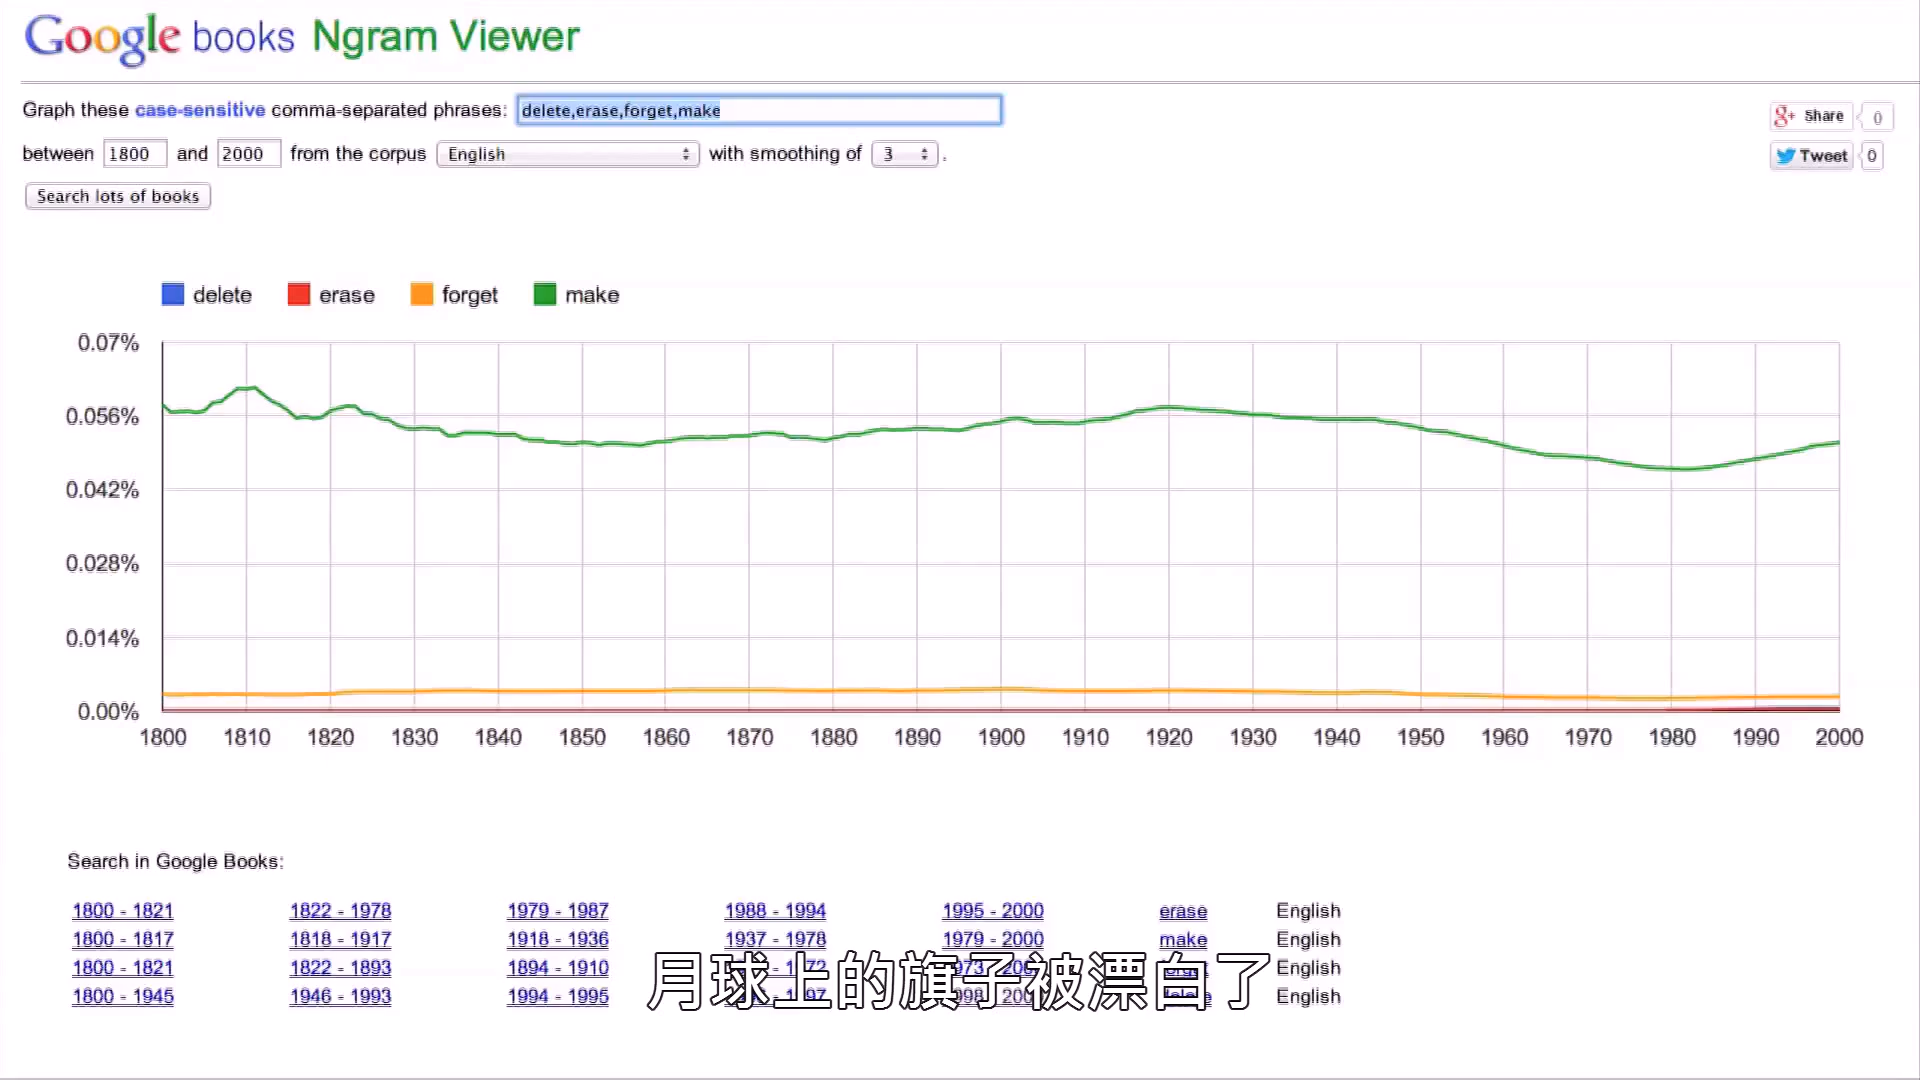 Google books Ngram Viewer
Graph these case-sensitive comma-separated phrases: delete,erase,forget,make
between 1800 and 2000 from the corpus English with smoothing of 3 .
Search lots of books
Share 0
Tweet 0
delete erase forget make
0.07%
0.056%
0.042%
0.028%
0.014%
0.00%
1800 1810 1820 1830 1840 1850 1860 1870 1880 1890 1900 1910 1920 1930 1940 1950 1960 1970 1980 1990 2000
Search in Google Books:
1800 - 1821 1822 - 1978 1979 - 1987 1988 - 1994 1995 - 2000 erase English
1800 - 1817 1818 - 1917 1918 - 1936 1937 - 1978 1979 - 2000 make English
1800 - 1821 1822 - 1893 1894 - 1910 English
1800 - 1945 1946 - 1993 1994 - 1995 English
月球上的旗子被漂白了